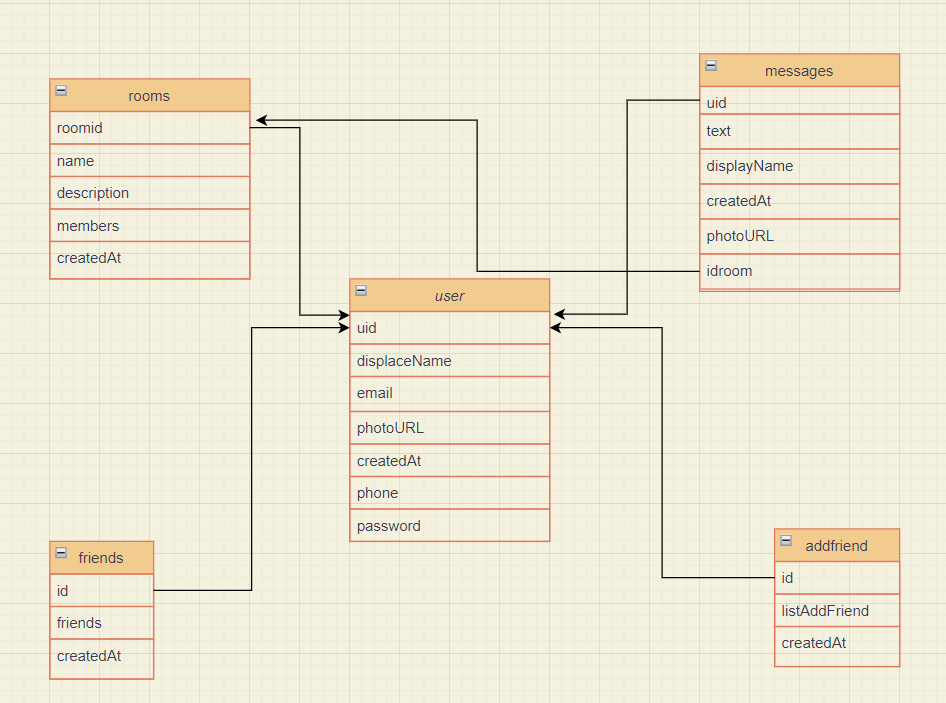 rooms
roomid
name
description
members
createdAt
messages
uid
text
displayName
createdAt
photoURL
idroom
user
uid
displaceName
email
photoURL
createdAt
phone
password
friends
id
friends
createdAt
addfriend
id
listAddFriend
createdAt